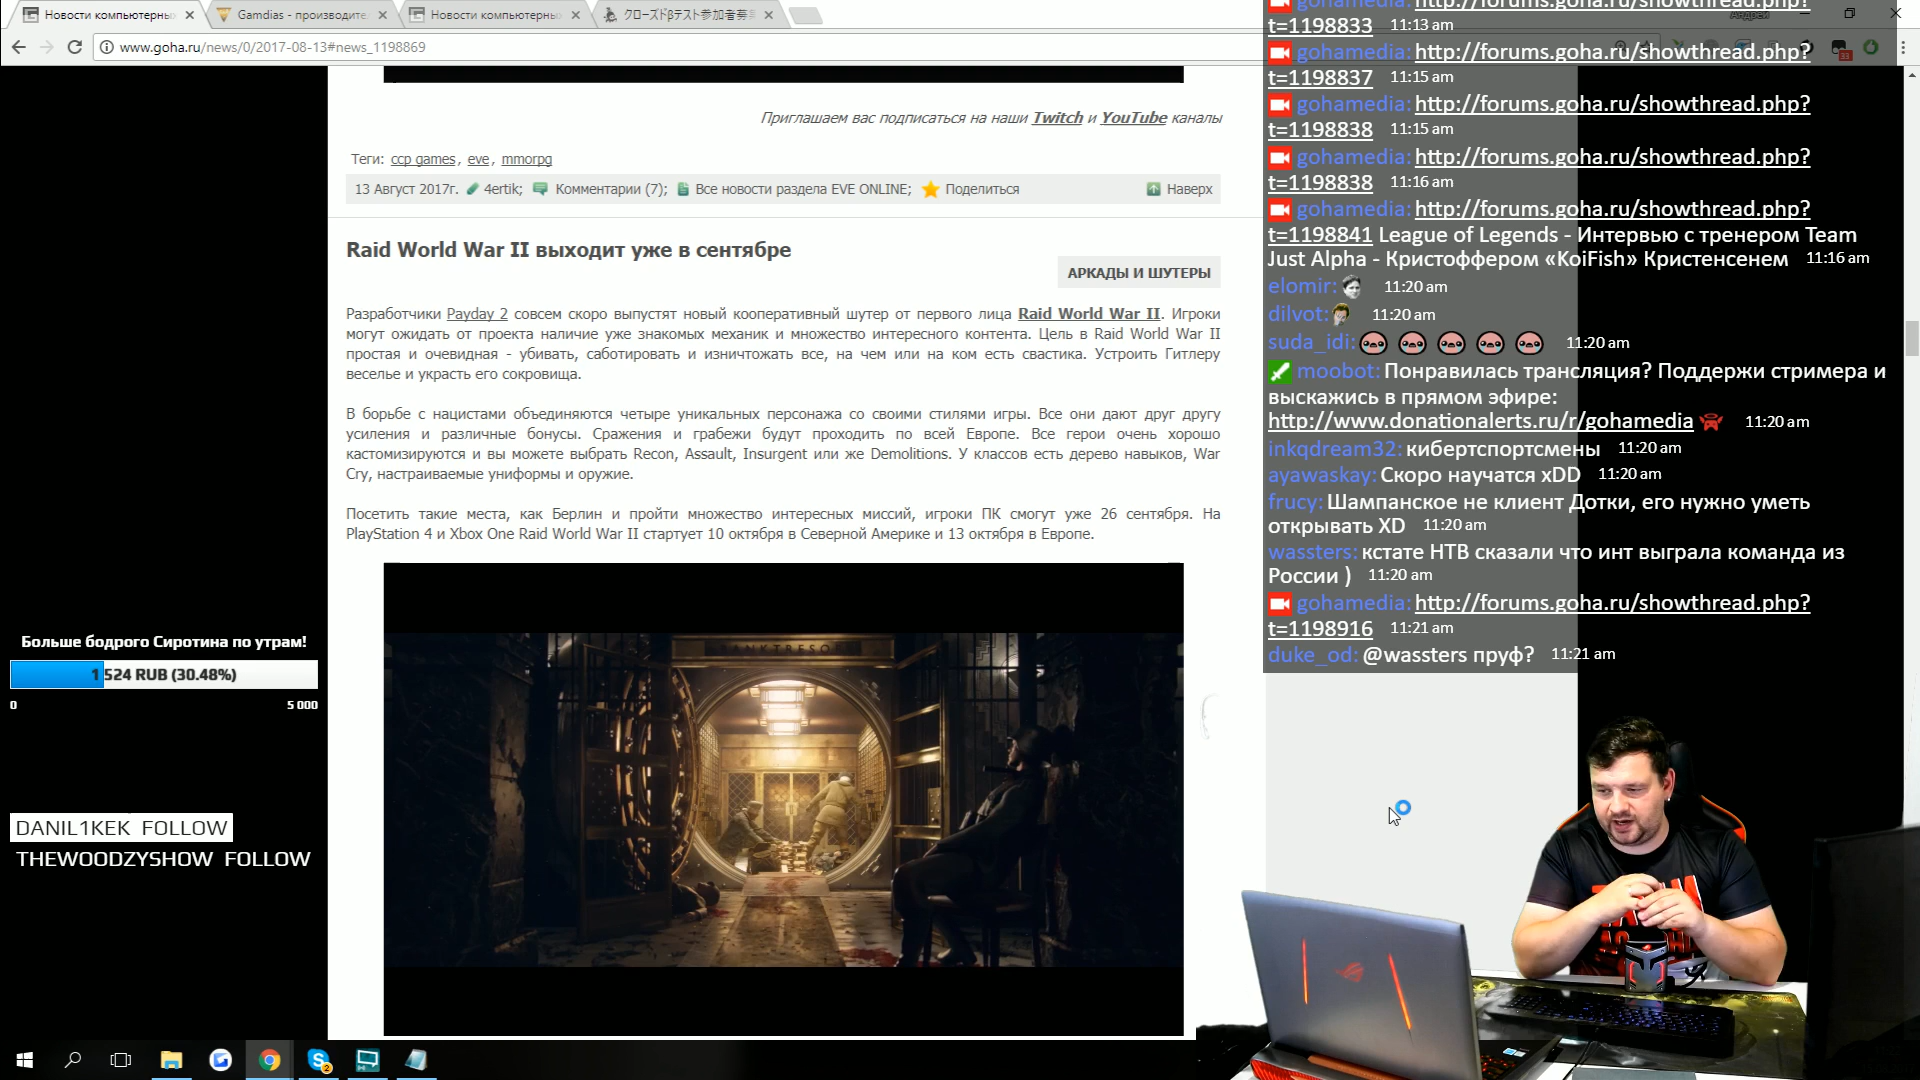 Новости компьютерных
Gamdias - производител
Новости компьютерных
クローズドβテスト参加者募
Андрей
www.goha.ru/news/0/2017-08-13#news_1198869
Приглашаем вас подписаться на наши Twitch и YouTube каналы
Теги: ccp games, eve, mmorpg
13 Август 2017г. 4ertik; Комментарии (7); Все новости раздела EVE ONLINE; Поделиться Наверх
Raid World War II выходит уже в сентябре
АРКАДЫ И ШУТЕРЫ
Разработчики Payday 2 совсем скоро выпустят новый кооперативный шутер от первого лица Raid World War II. Игроки
могут ожидать от проекта наличие уже знакомых механик и множество интересного контента. Цель в Raid World War II
простая и очевидная - убивать, саботировать и изничтожать все, на чем или на ком есть свастика. Устроить Гитлеру
веселье и украсть его сокровища.
В борьбе с нацистами объединяются четыре уникальных персонажа со своими стилями игры. Все они дают друг другу
усиления и различные бонусы. Сражения и грабежи будут проходить по всей Европе. Все герои очень хорошо
кастомизируются и вы можете выбрать Recon, Assault, Insurgent или же Demolitions. У классов есть дерево навыков, War
Cry, настраиваемые униформы и оружие.
Посетить такие места, как Берлин и пройти множество интересных миссий, игроки ПК смогут уже 26 сентября. На
PlayStation 4 и Xbox One Raid World War II стартует 10 октября в Северной Америке и 13 октября в Европе.
Больше бодрого Сиротина по утрам!
1 524 RUB (30.48%)
0 5 000
DANIL1KEK FOLLOW
THEWOODZYSHOW FOLLOW
gohamedia: http://forums.goha.ru/showthread.php?
t=1198833 11:13 am
gohamedia: http://forums.goha.ru/showthread.php?
t=1198837 11:15 am
gohamedia: http://forums.goha.ru/showthread.php?
t=1198838 11:15 am
gohamedia: http://forums.goha.ru/showthread.php?
t=1198838 11:16 am
gohamedia: http://forums.goha.ru/showthread.php?
t=1198841 League of Legends - Интервью с тренером Team
Just Alpha - Кристоффером «KoiFish» Кристенсенем 11:16 am
elomir: 11:20 am
dilvot: 11:20 am
suda_idi: 11:20 am
moobot: Понравилась трансляция? Поддержи стримера и
выскажись в прямом эфире:
http://www.donationalerts.ru/r/gohamedia 11:20 am
inkqdream32: кибертспортсмены 11:20 am
ayawaskay: Скоро научатся xDD 11:20 am
frucy: Шампанское не клиент Дотки, его нужно уметь
открывать XD 11:20 am
wassters: кстате НТВ сказали что инт выграла команда из
России ) 11:20 am
gohamedia: http://forums.goha.ru/showthread.php?
t=1198916 11:21 am
duke_od: @wassters пруф? 11:21 am